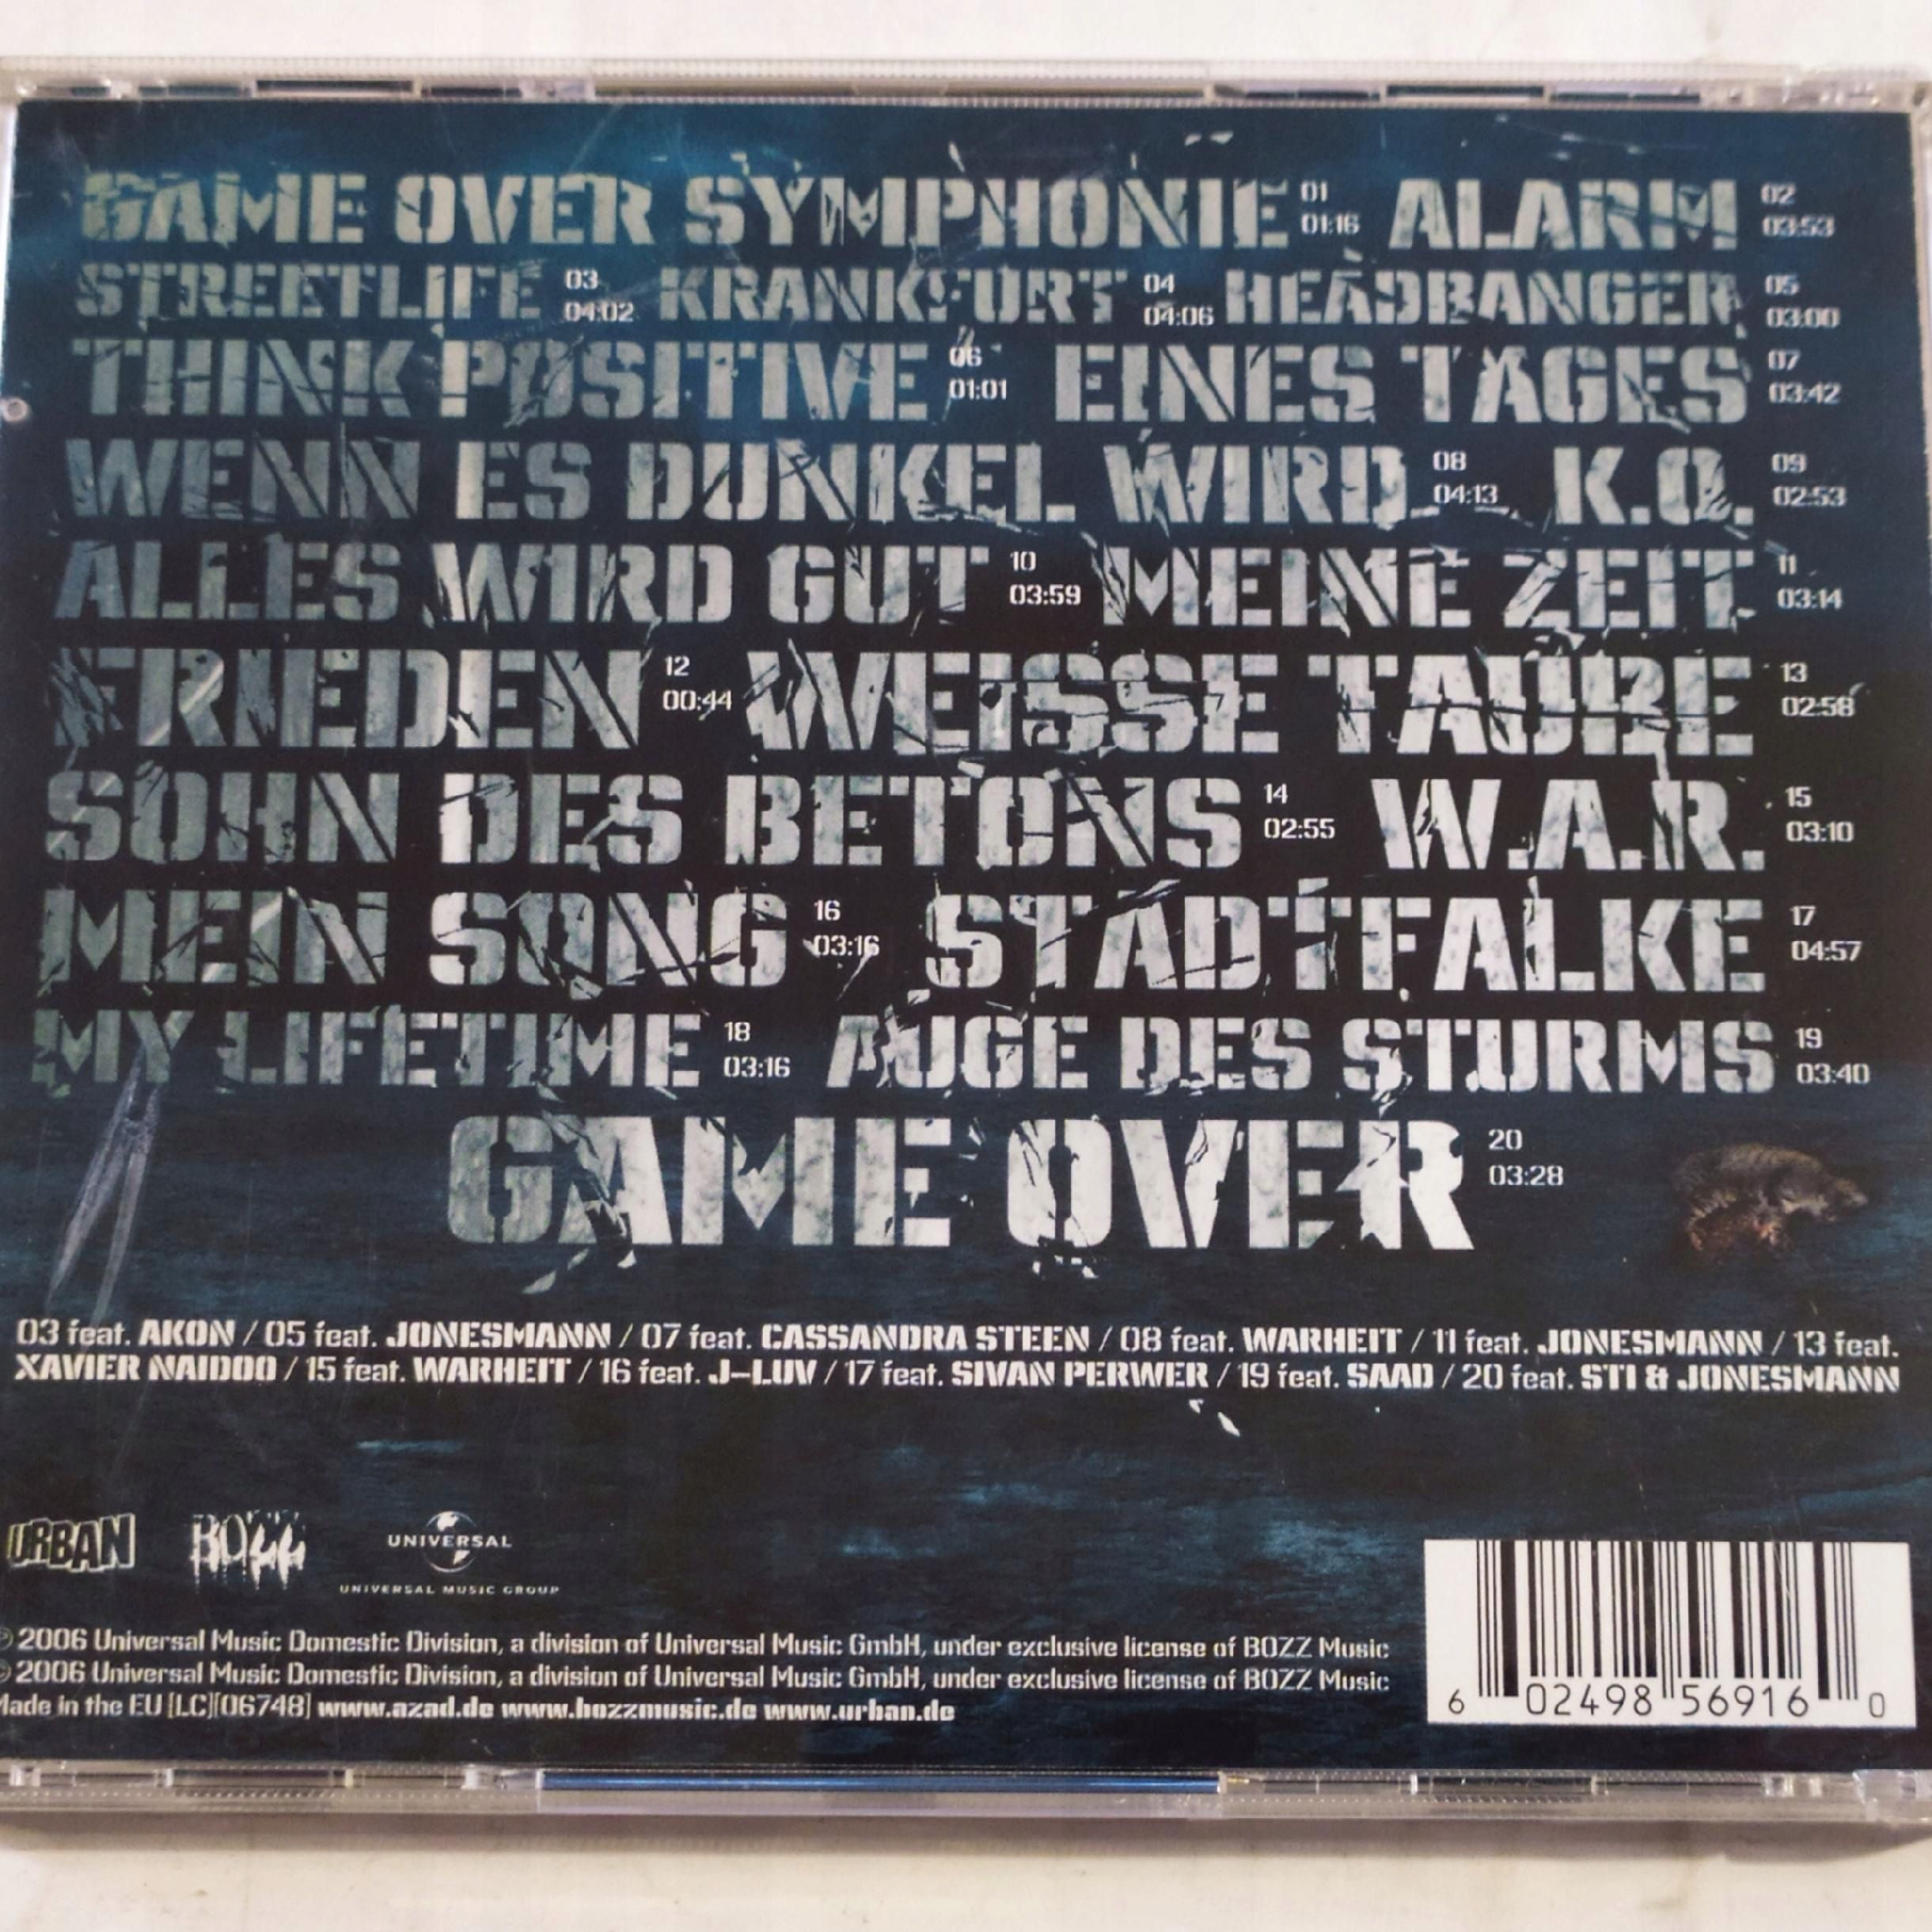 GAME OVER SYMPHONIE 01 01:16 ALARM 02 03:53
STREETLIFE 03 04:02 KRANKFURT 04 04:06 HEADBANGER 05 03:00
THINK POSITIVE 06 01:01 EINES TAGES 07 03:42
WENN ES DUNKEL WIRD 08 04:13 K.O. 09 02:53
ALLES WIRD GUT 10 03:59 MEINE ZEIT 11 03:14
FRIEDEN 12 00:44 WEISSE TAUBE 13 02:58
SOHN DES BETONS 14 02:55 W.A.R. 15 03:10
MEIN SONG 16 03:16 STADTFALKE 17 04:57
MY LIFETIME 18 03:16 AUGE DES STURMS 19 03:40
GAME OVER 20 03:28
03 feat. AKON / 05 feat. JONESMANN / 07 feat. CASSANDRA STEEN / 08 feat. WARHEIT / 11 feat. JONESMANN / 13 feat.
XAVIER NAIDOO / 15 feat. WARHEIT / 16 feat. J-LUV / 17 feat. SIVAN PERWER / 19 feat. SAAD / 20 feat. STI & JONESMANN
URBAN BOZZ UNIVERSAL
UNIVERSAL MUSIC GROUP
℗ 2006 Universal Music Domestic Division, a division of Universal Music GmbH, under exclusive license of BOZZ Music
© 2006 Universal Music Domestic Division, a division of Universal Music GmbH, under exclusive license of BOZZ Music
Made in the EU [LC][06748] www.azad.de www.bozzmusic.de www.urban.de
6 02498 56916 0